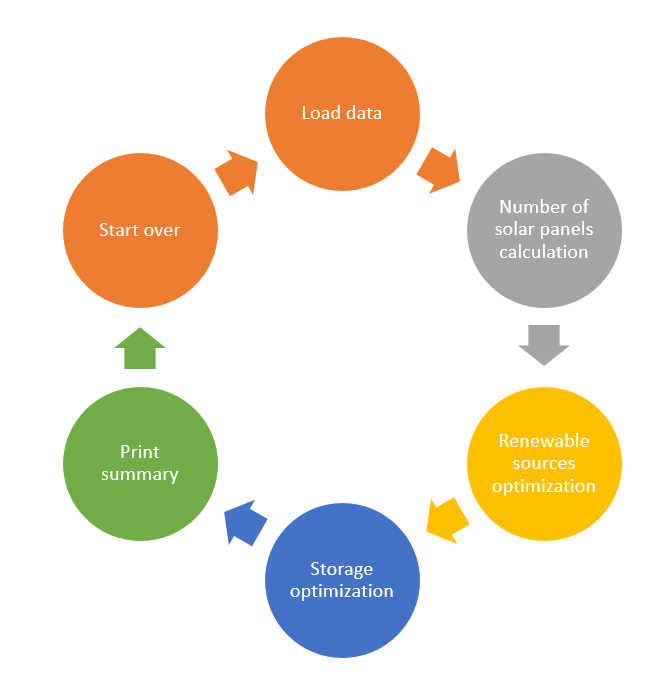 Load data
Number of
solar panels
calculation
Renewable
sources
optimization
Storage
optimization
Print
summary
Start over